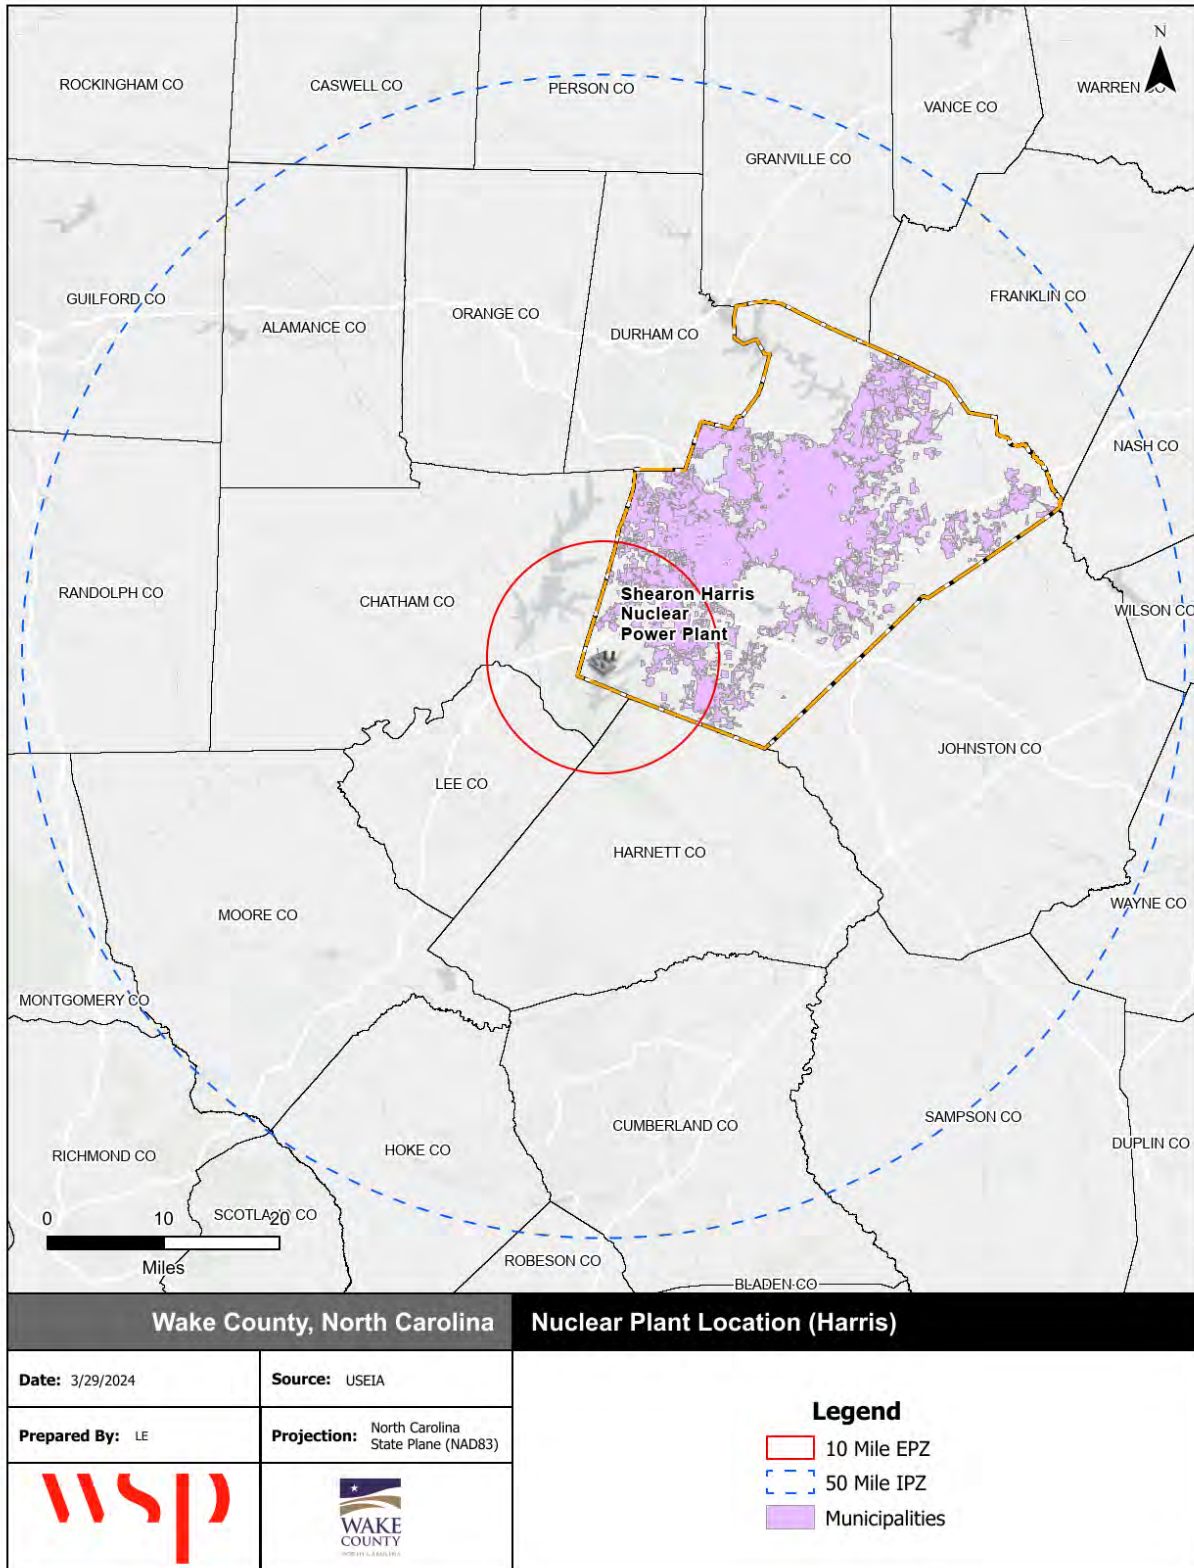 N
ROCKINGHAM CO
CASWELL CO
PERSON CO
VANCE CO
WARREN CO
GRANVILLE CO
GUILFORD CO
ALAMANCE CO
ORANGE CO
DURHAM CO
FRANKLIN CO
NASH CO
RANDOLPH CO
CHATHAM CO
Shearon Harris
Nuclear
Power Plant
WILSON CO
JOHNSTON CO
LEE CO
HARNETT CO
MOORE CO
WAYNE CO
MONTGOMERY CO
RICHMOND CO
HOKE CO
CUMBERLAND CO
SAMPSON CO
DUPLIN CO
SCOTLAND CO
ROBESON CO
BLADEN CO
0 10 20
Miles
Wake County, North Carolina
Nuclear Plant Location (Harris)
Date: 3/29/2024
Source: USEIA
Prepared By: LE
Projection: North Carolina
State Plane (NAD83)
wsp
WAKE
COUNTY
NORTH CAROLINA
Legend
10 Mile EPZ
50 Mile IPZ
Municipalities